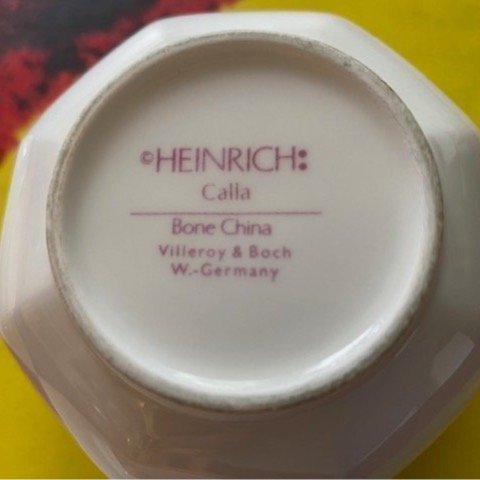 ©HEINRICH:
Calla
Bone China
Villeroy & Boch
W.-Germany